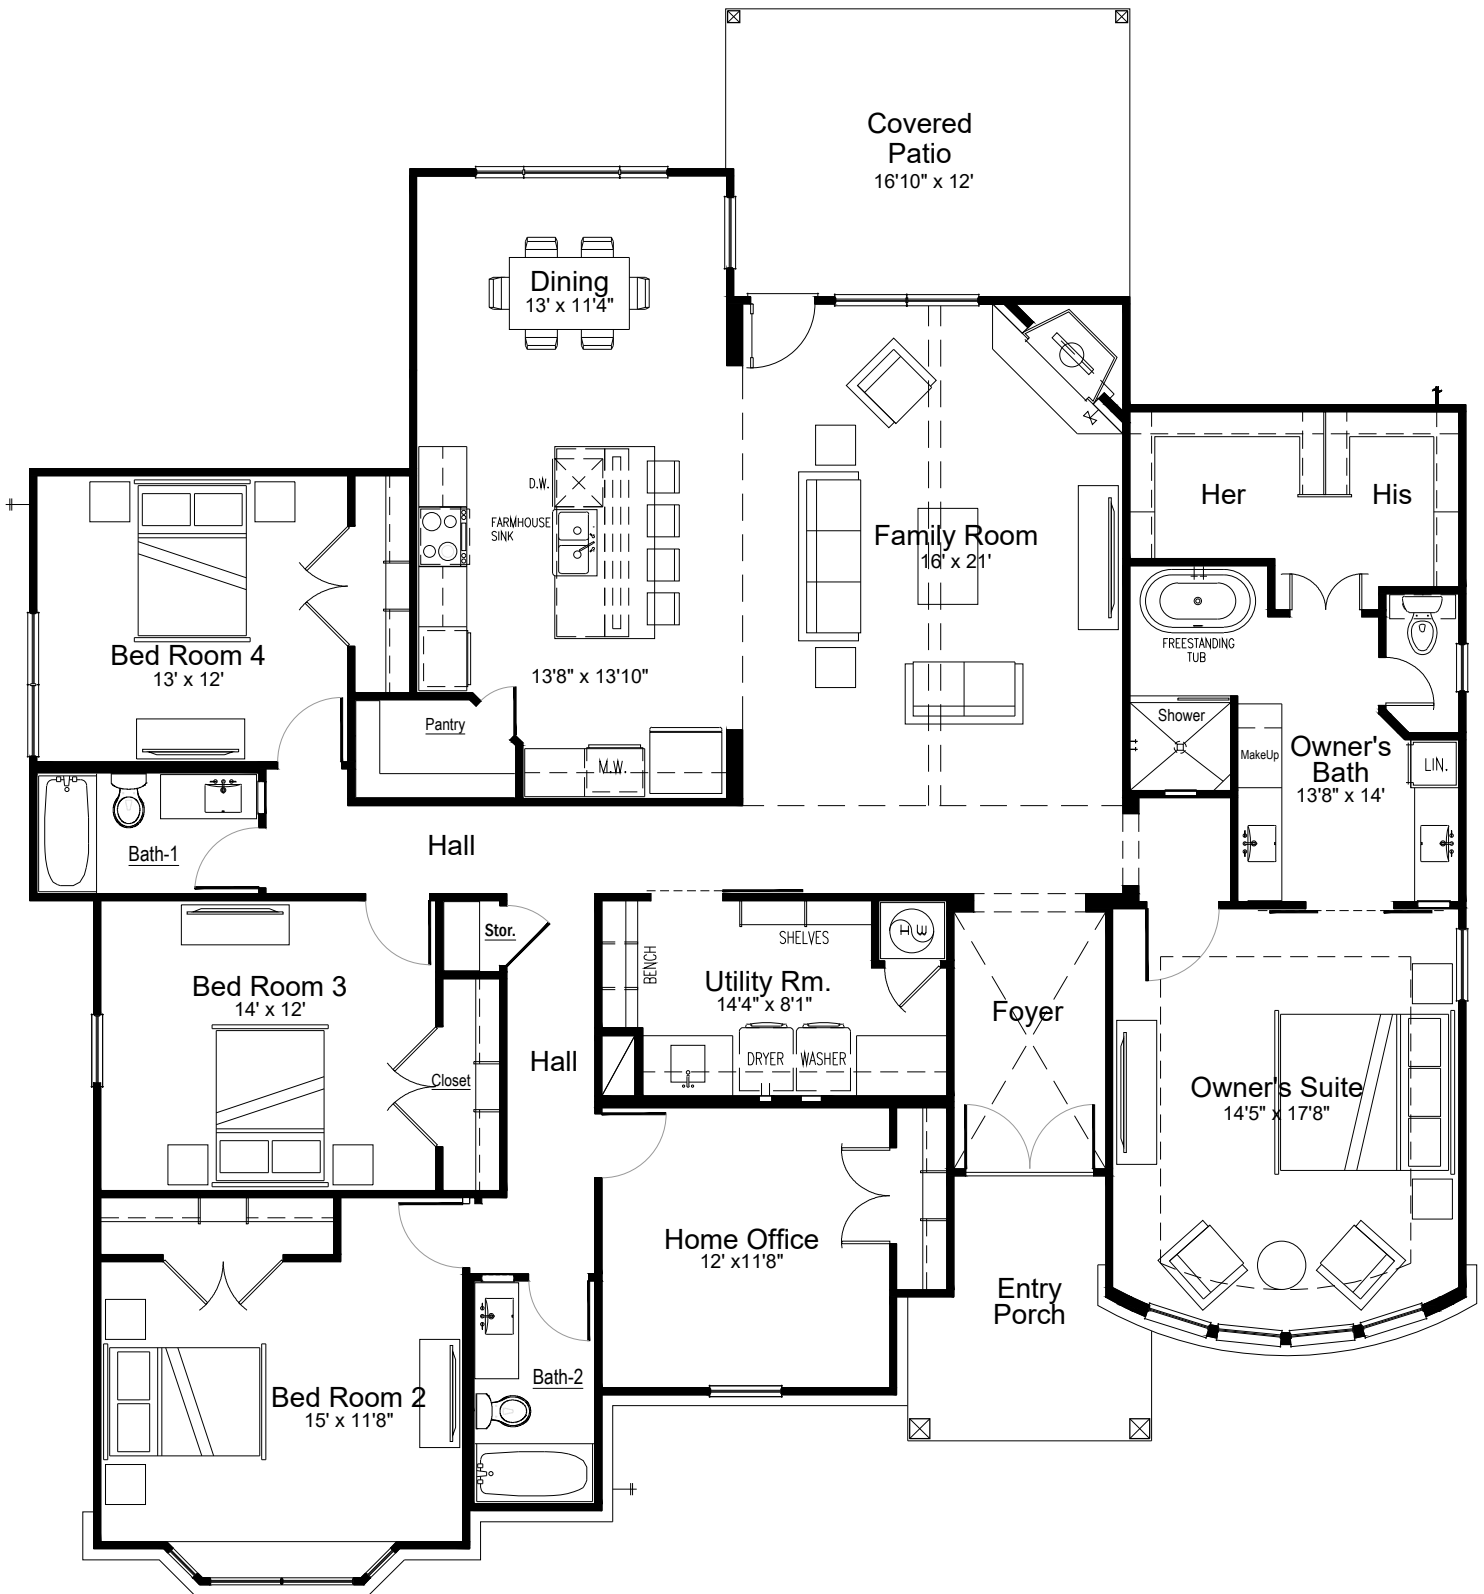 Covered
Patio
16'10" x 12'
Dining
13' x 11'4"
D.W.
FARMHOUSE
SINK
Family Room
16' x 21'
Her
His
FREESTANDING
TUB
Bed Room 4
13' x 12'
13'8" x 13'10"
Pantry
M.W.
Shower
MakeUp
Owner's
Bath
13'8" x 14'
LIN.
Bath-1
Hall
Stor.
BENCH
SHELVES
W
H
Bed Room 3
14' x 12'
Utility Rm.
14'4" x 8'1"
Foyer
Hall
DRYER
WASHER
Closet
Owner's Suite
14'5" x 17'8"
Home Office
12' x11'8"
Entry
Porch
Bath-2
Bed Room 2
15' x 11'8"